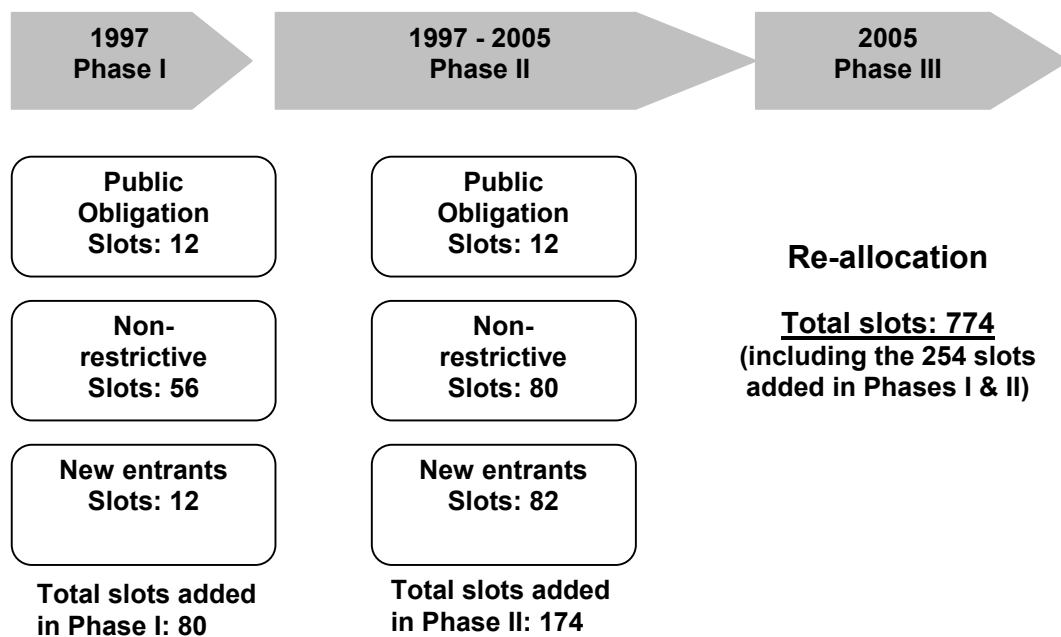 1997
Phase I
1997 - 2005
Phase II
2005
Phase III
Public
Obligation
Slots: 12
Non-
restrictive
Slots: 56
New entrants
Slots: 12
Total slots added
in Phase I: 80
Public
Obligation
Slots: 12
Non-
restrictive
Slots: 80
New entrants
Slots: 82
Total slots added
in Phase II: 174
Re-allocation
Total slots: 774
(including the 254 slots
added in Phases I & II)